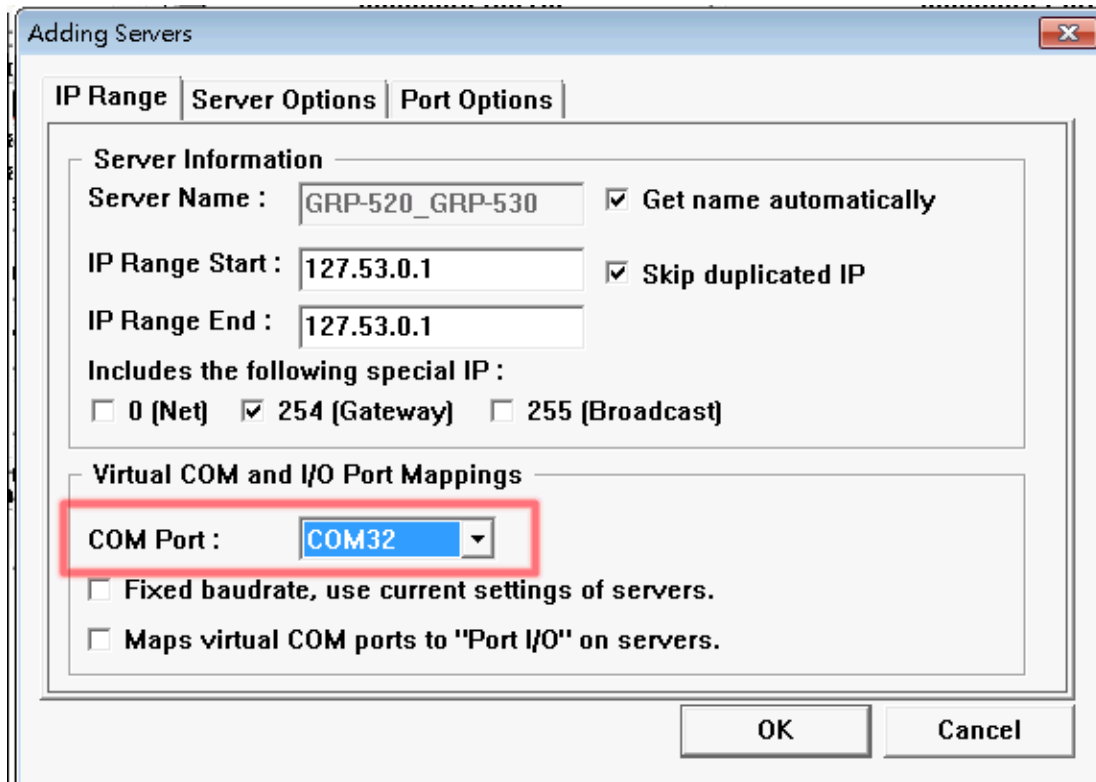 Adding Servers
IP Range Server Options Port Options
Server Information
Server Name : GRP-520_GRP-530 Get name automatically
IP Range Start : 127.53.0.1 Skip duplicated IP
IP Range End : 127.53.0.1
Includes the following special IP :
0 (Net) 254 (Gateway) 255 (Broadcast)
Virtual COM and I/O Port Mappings
COM Port : COM32
Fixed baudrate, use current settings of servers.
Maps virtual COM ports to "Port I/O" on servers.
OK Cancel